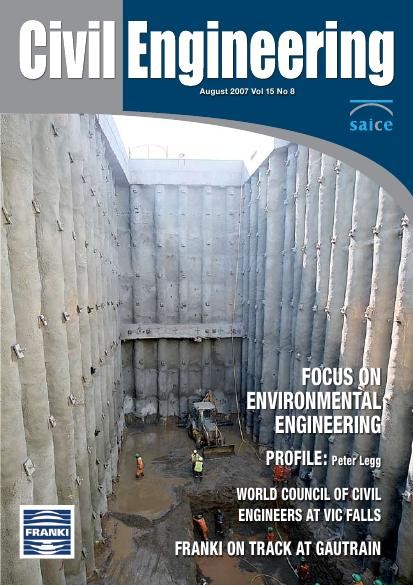 Civil Engineering
August 2007 Vol 15 No 8
saice
FOCUS ON
ENVIRONMENTAL
ENGINEERING
PROFILE: Peter Legg
WORLD COUNCIL OF CIVIL
ENGINEERS AT VIC FALLS
FRANKI ON TRACK AT GAUTRAIN
FRANKI